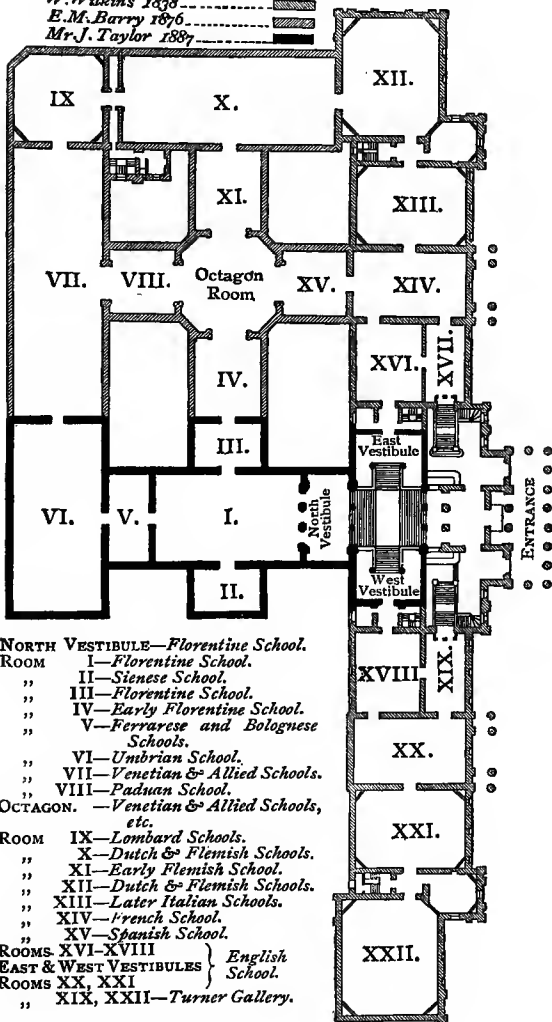 W. Wilkins 1838
E.M. Barry 1876
Mr. J. Taylor 1887
IX
X.
XII.
XI.
XIII.
VII.
VIII.
Octagon
Room
XV.
XIV.
IV.
XVI.
XVII.
III.
East
Vestibule
VI.
V.
I.
North
Vestibule
ENTRANCE
II.
West
Vestibule
XVIII
XIX.
XX.
XXI.
XXII.
NORTH VESTIBULE—Florentine School.
ROOM I—Florentine School.
„ II—Sienese School.
„ III—Florentine School.
„ IV—Early Florentine School.
„ V—Ferrarese and Bolognese
Schools.
„ VI—Umbrian School.
„ VII—Venetian & Allied Schools.
„ VIII—Paduan School.
OCTAGON. —Venetian & Allied Schools,
etc.
ROOM IX—Lombard Schools.
„ X—Dutch & Flemish Schools.
„ XI—Early Flemish School.
„ XII—Dutch & Flemish Schools.
„ XIII—Later Italian Schools.
„ XIV—French School.
„ XV—Spanish School.
ROOMS. XVI-XVIII
EAST & WEST VESTIBULES
ROOMS XX, XXI
English
School.
„ XIX, XXII—Turner Gallery.